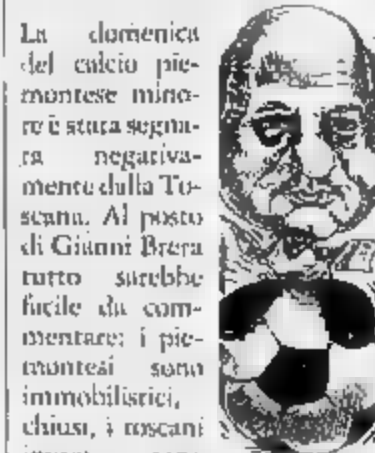 La domenica
del calcio pie-
montese mino-
re è stata segna-
ta negativa-
mente dalla To-
scana. Al posto
di Gianni Brera
tutto sarebbe
facile da com-
mentare: i pie-
montesi sono
immobilistici,
chiusi, i toscani